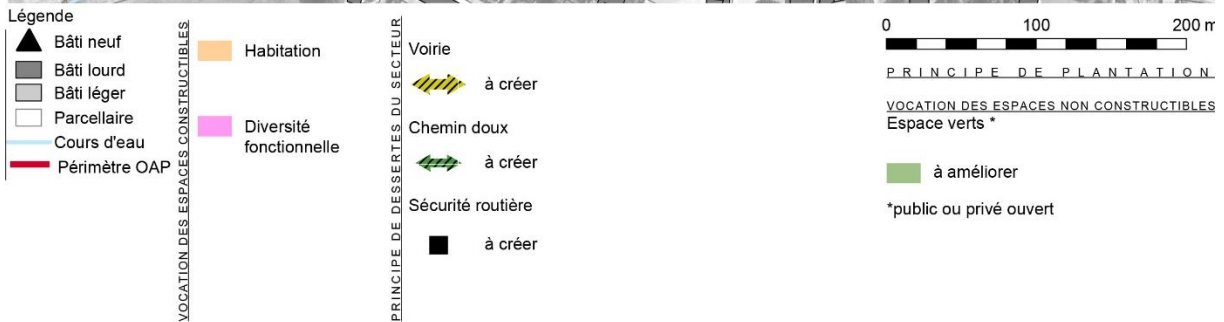 Légende
Bâti neuf
Bâti lourd
Bâti léger
Parcellaire
Cours d'eau
Périmètre OAP
VOCATION DES ESPACES CONSTRUCTIBLES
Habitation
Diversité
fonctionnelle
PRINCIPE DE DESSERTES DU SECTEUR
Voirie
à créer
Chemin doux
à créer
Sécurité routière
à créer
0 100 200 m
PRINCIPE DE PLANTATION
VOCATION DES ESPACES NON CONSTRUCTIBLES
Espace verts *
à améliorer
*public ou privé ouvert